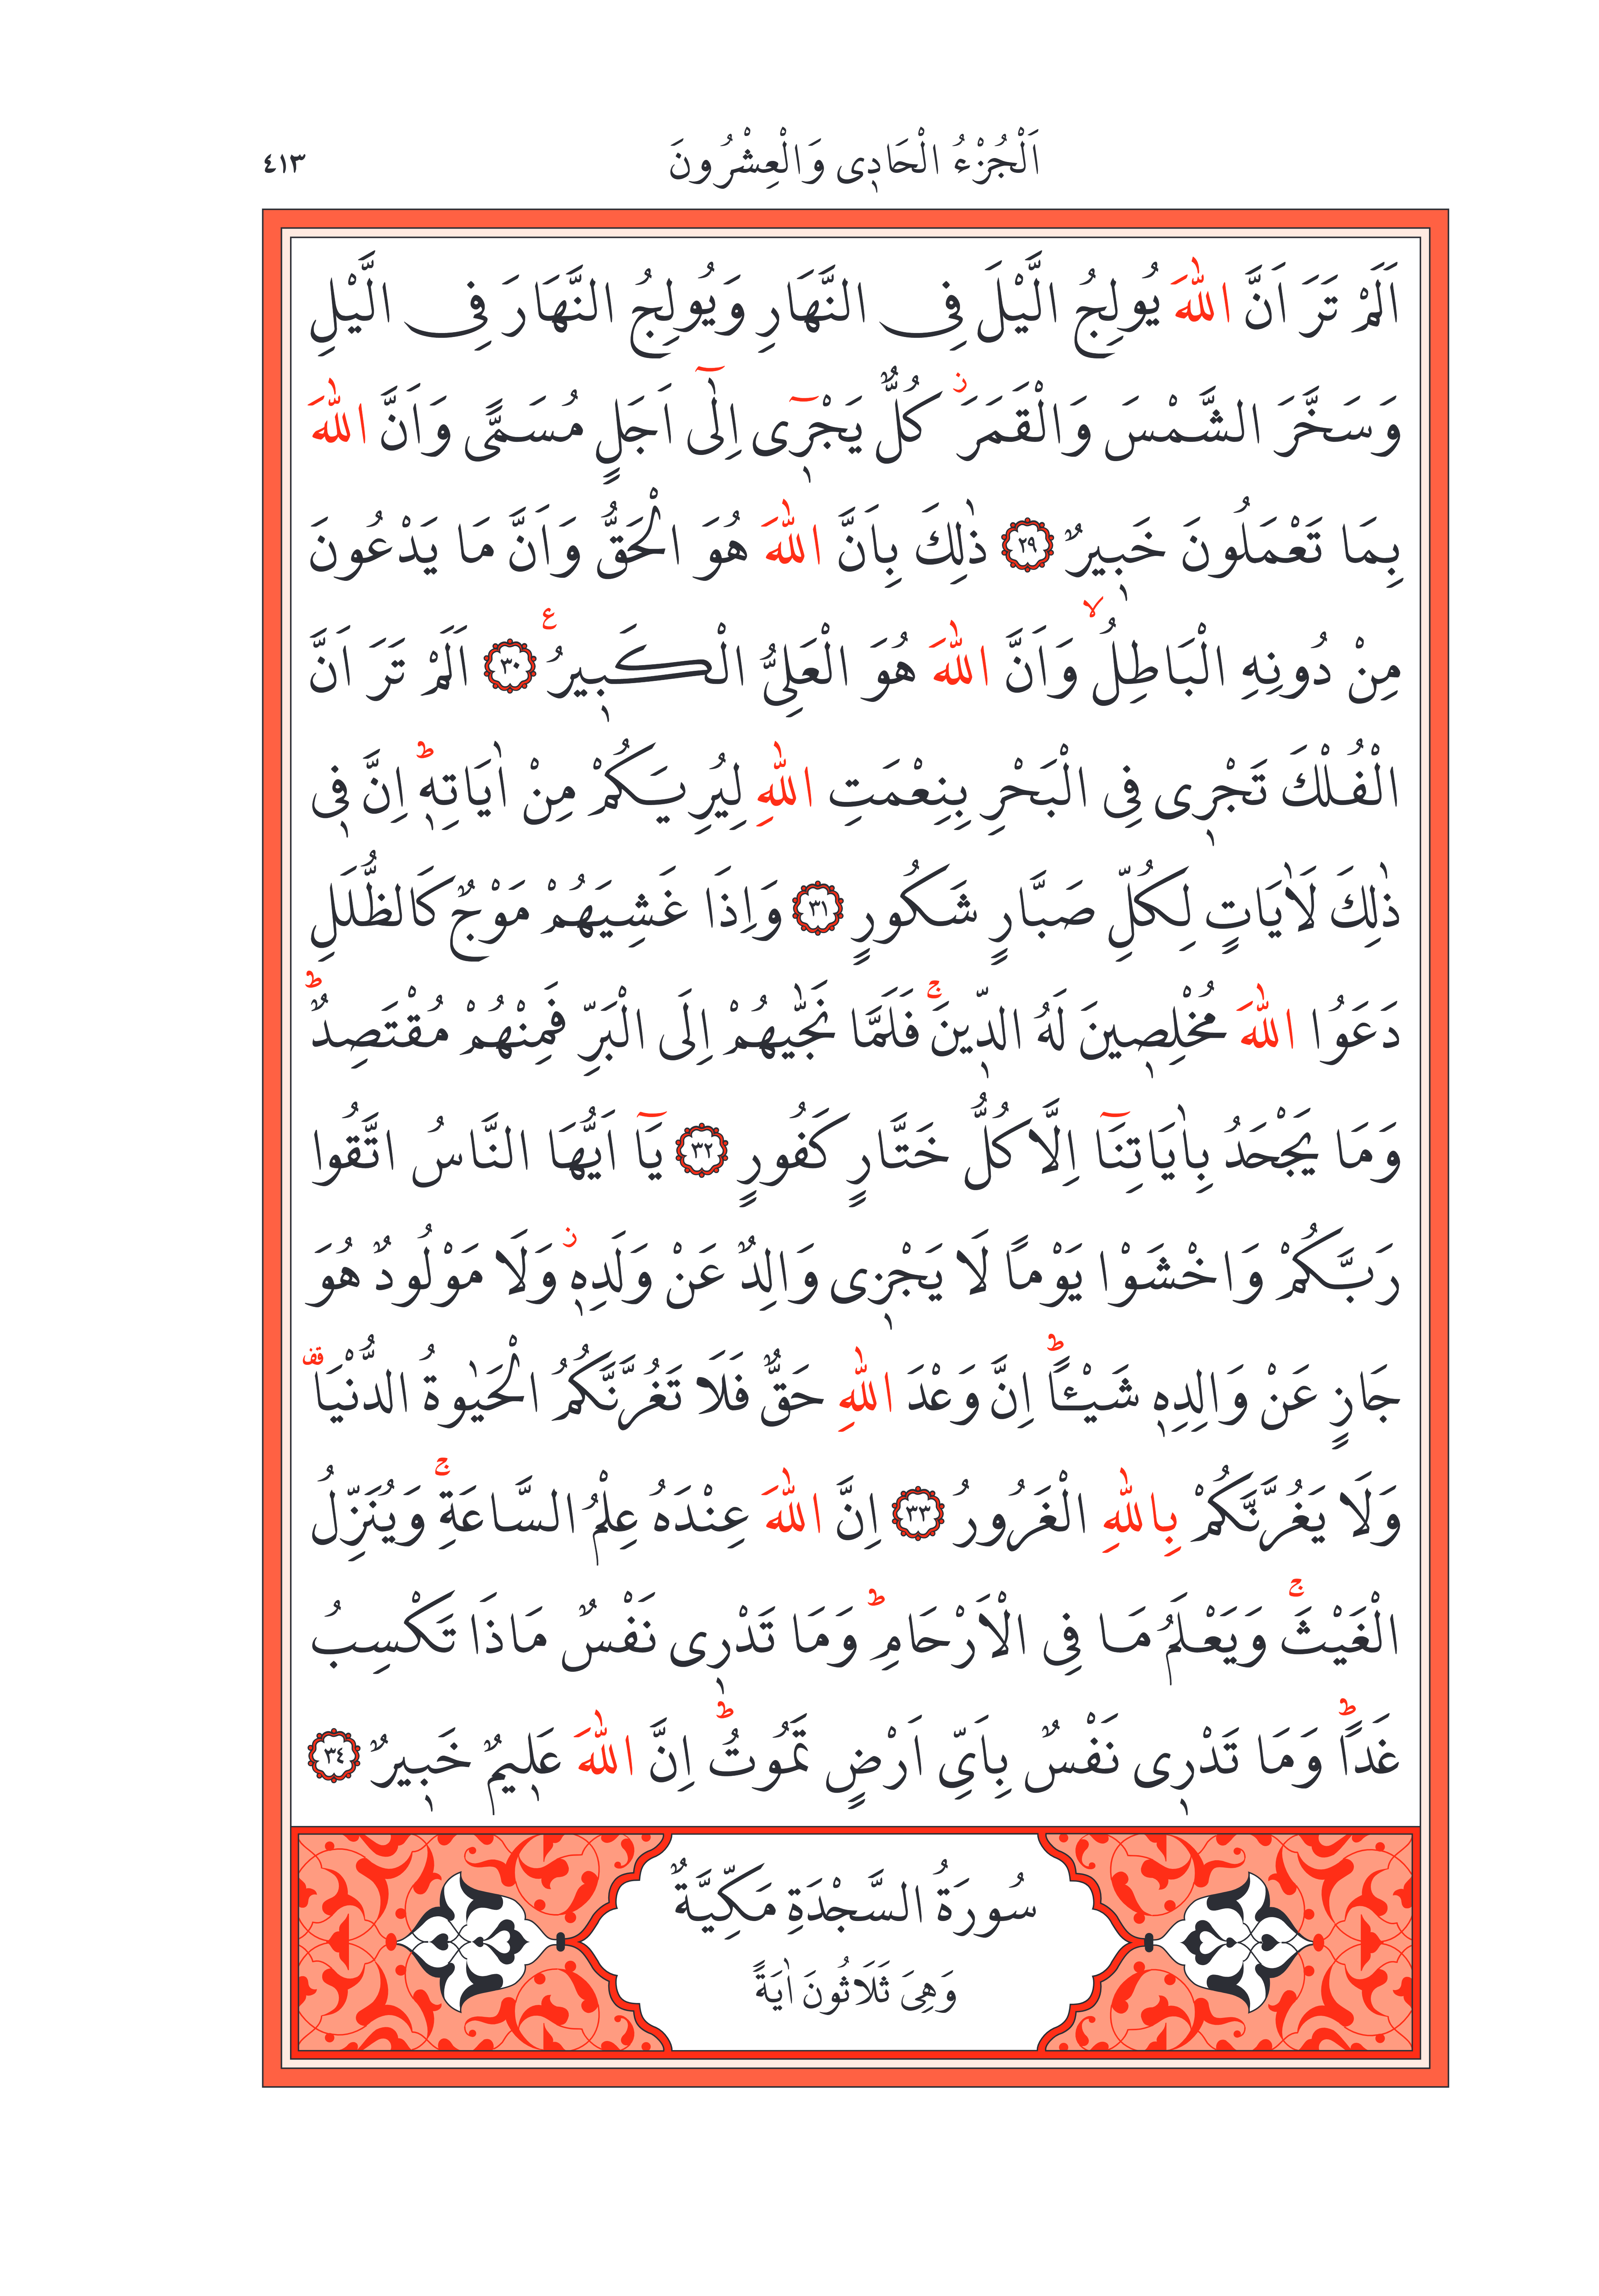 اَلْجُزْءُ الْحَاد۪ى وَالْعِشْرُونَ
٤١٣
اَلَمْ تَرَ اَنَّ اللّٰهَ يُولِجُ الَّيْلَ فِى النَّهَارِ وَيُولِجُ النَّهَارَ فِى الَّيْلِ
وَسَخَّرَ الشَّمْسَ وَالْقَمَرَۘ كُلٌّ يَجْر۪ٓى اِلٰٓى اَجَلٍ مُسَمًّى وَاَنَّ اللّٰهَ
بِمَا تَعْمَلُونَ خَب۪يرٌ ﴿٢٩﴾ ذٰلِكَ بِاَنَّ اللّٰهَ هُوَ الْحَقُّ وَاَنَّ مَا يَدْعُونَ
مِنْ دُونِهِ الْبَاطِلُۙ وَاَنَّ اللّٰهَ هُوَ الْعَلِىُّ الْكَب۪يرُ ع ﴿٣٠﴾ اَلَمْ تَرَ اَنَّ
الْفُلْكَ تَجْر۪ى فِى الْبَحْرِ بِنِعْمَتِ اللّٰهِ لِيُرِيَكُمْ مِنْ اٰيَاتِه۪ۜ اِنَّ ف۪ى
ذٰلِكَ لَاٰيَاتٍ لِكُلِّ صَبَّارٍ شَكُورٍ ﴿٣١﴾ وَاِذَا غَشِيَهُمْ مَوْجٌ كَالظُّلَلِ
دَعَوُا اللّٰهَ مُخْلِص۪ينَ لَهُ الدّ۪ينَۚ فَلَمَّا نَجّٰيهُمْ اِلَى الْبَرِّ فَمِنْهُمْ مُقْتَصِدٌۜ
وَمَا يَجْحَدُ بِاٰيَاتِنَٓا اِلَّا كُلُّ خَتَّارٍ كَفُورٍ ﴿٣٢﴾ يَٓا اَيُّهَا النَّاسُ اتَّقُوا
رَبَّكُمْ وَاخْشَوْا يَوْمًا لَا يَجْز۪ى وَالِدٌ عَنْ وَلَدِه۪ۘ وَلَا مَوْلُودٌ هُوَ
جَازٍ عَنْ وَالِدِه۪ شَيْـًٔاۜ اِنَّ وَعْدَ اللّٰهِ حَقٌّ فَلَا تَغُرَّنَّكُمُ الْحَيٰوةُ الدُّنْيَا۠ قف
وَلَا يَغُرَّنَّكُمْ بِاللّٰهِ الْغَرُورُ ﴿٣٣﴾ اِنَّ اللّٰهَ عِنْدَهُ عِلْمُ السَّاعَةِۚ وَيُنَزِّلُ
الْغَيْثَۚ وَيَعْلَمُ مَا فِى الْاَرْحَامِۜ وَمَا تَدْر۪ى نَفْسٌ مَاذَا تَكْسِبُ
غَدًاۜ وَمَا تَدْر۪ى نَفْسٌ بِاَىِّ اَرْضٍ تَمُوتُۜ اِنَّ اللّٰهَ عَل۪يمٌ خَب۪يرٌ ﴿٣٤﴾
سُورَةُ السَّجْدَةِ مَكِّيَّةٌ
وَهِىَ ثَلَاثُونَ اٰيَةً